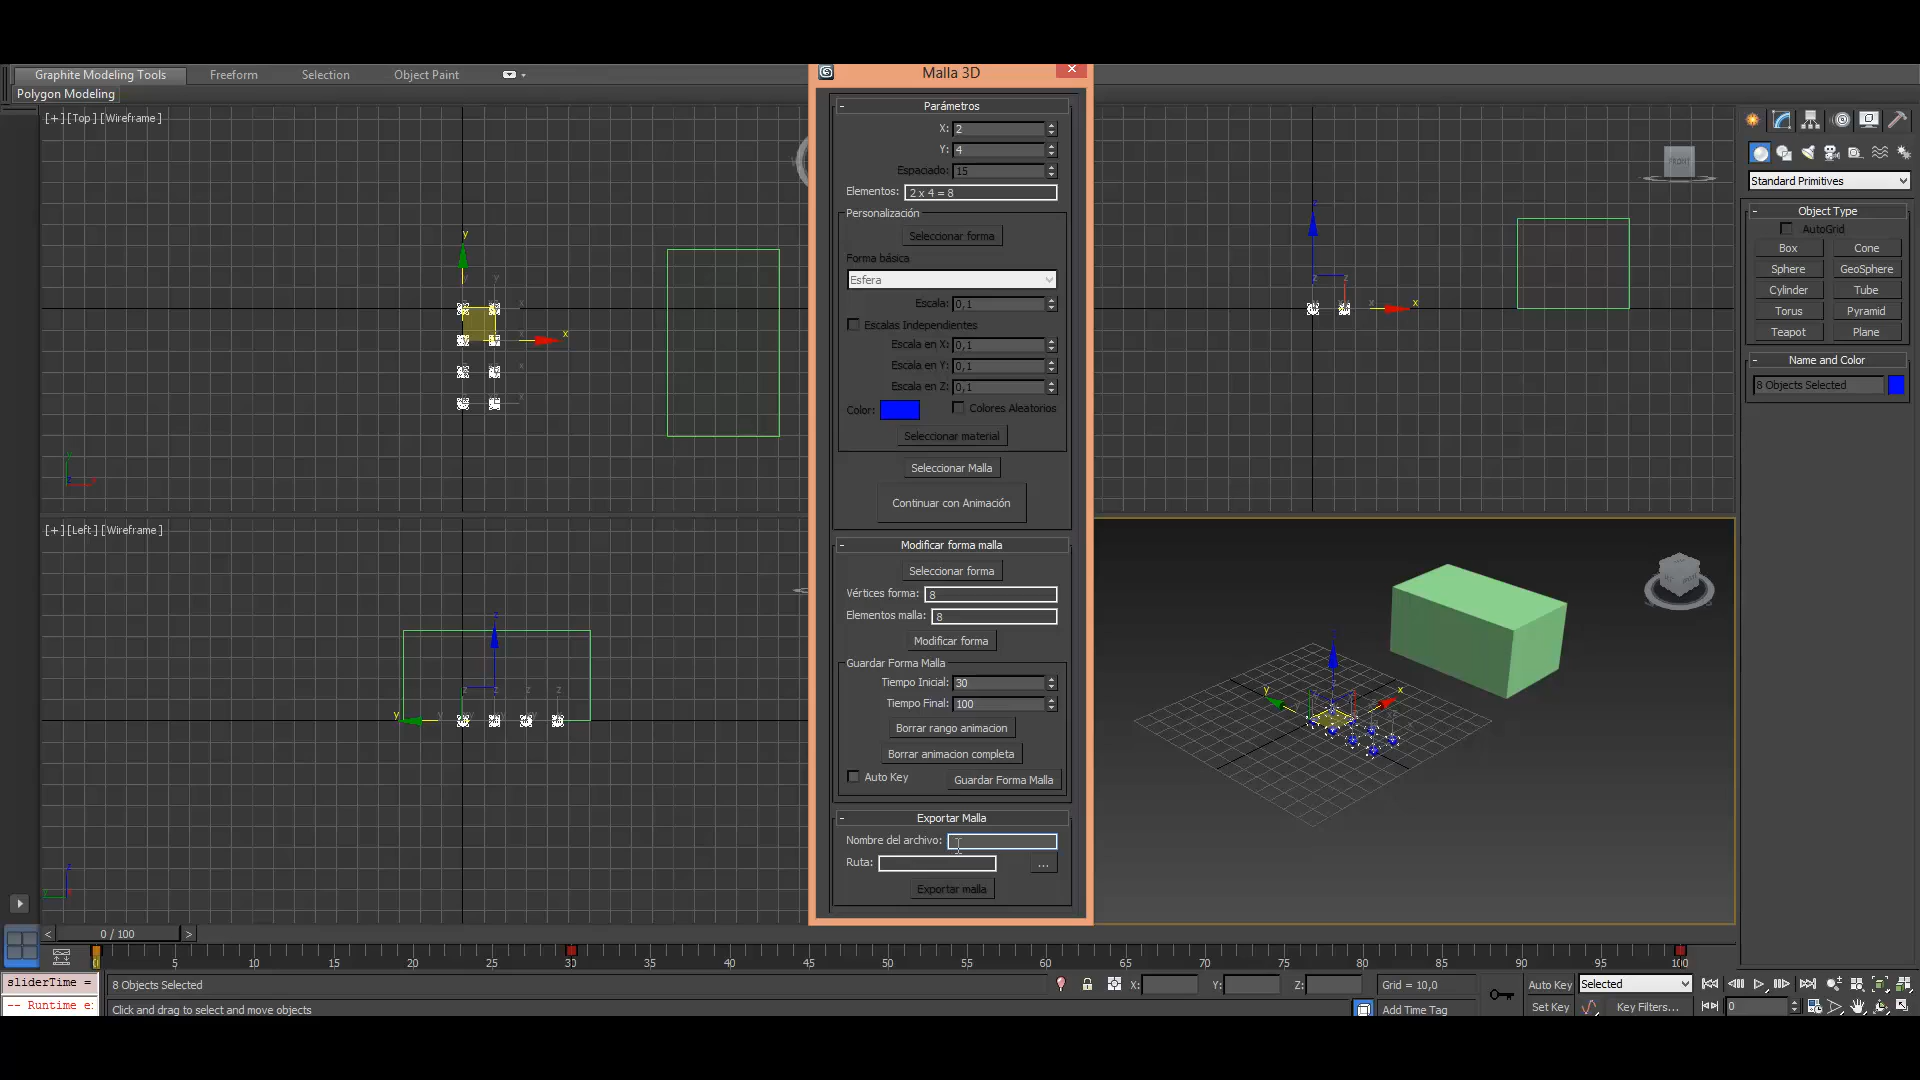 Graphite Modeling Tools
Freeform
Selection
Object Paint
Polygon Modeling
[+][Top][Wireframe]
[+][Left][Wireframe]
FRONT
Malla 3D
Parámetros
X: 2
Y: 4
Espaciado: 15
Elementos: 2 x 4 = 8
Personalización
Seleccionar forma
Forma básica
Esfera
Escala: 0,1
Escalas Independientes
Escala en X: 0,1
Escala en Y: 0,1
Escala en Z: 0,1
Color:
Colores Aleatorios
Seleccionar material
Seleccionar Malla
Continuar con Animación
Modificar forma malla
Seleccionar forma
Vértices forma: 8
Elementos malla: 8
Modificar forma
Guardar Forma Malla
Tiempo Inicial: 30
Tiempo Final: 100
Borrar rango animacion
Borrar animacion completa
Auto Key
Guardar Forma Malla
Exportar Malla
Nombre del archivo:
Ruta:
...
Exportar malla
Standard Primitives
Object Type
AutoGrid
Box
Cone
Sphere
GeoSphere
Cylinder
Tube
Torus
Pyramid
Teapot
Plane
Name and Color
8 Objects Selected
< 0 / 100 >
0 5 10 15 20 25 30 35 40 45 50 55 60 65 70 75 80 85 90 95 100
sliderTime =
-- Runtime e
8 Objects Selected
Click and drag to select and move objects
X:
Y:
Z:
Grid = 10,0
Add Time Tag
Auto Key
Selected
Set Key
Key Filters...
0